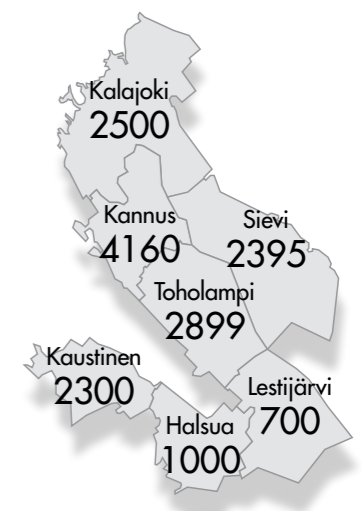 Kalajoki
2500
Kannus
4160
Sievi
2395
Toholampi
2899
Kaustinen
2300
Lestijärvi
700
Halsua
1000